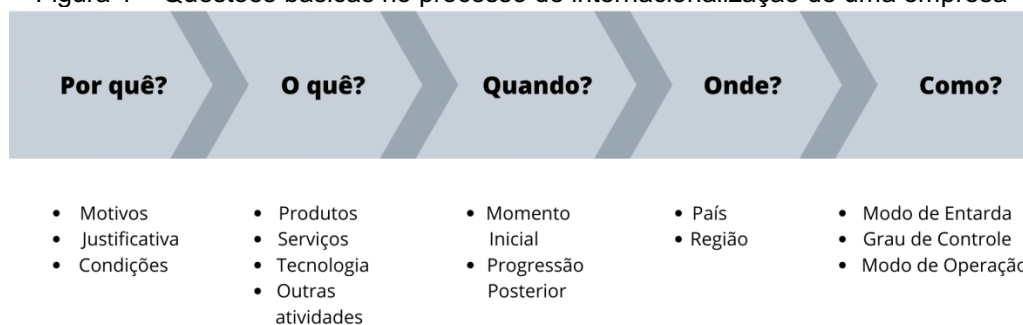 Figura 1 – Questões básicas no processo de internacionalização de uma empresa
Por quê?
O quê?
Quando?
Onde?
Como?
• Motivos
• Justificativa
• Condições
• Produtos
• Serviços
• Tecnologia
• Outras
atividades
• Momento
Inicial
• Progressão
Posterior
• País
• Região
• Modo de Entarda
• Grau de Controle
• Modo de Operação